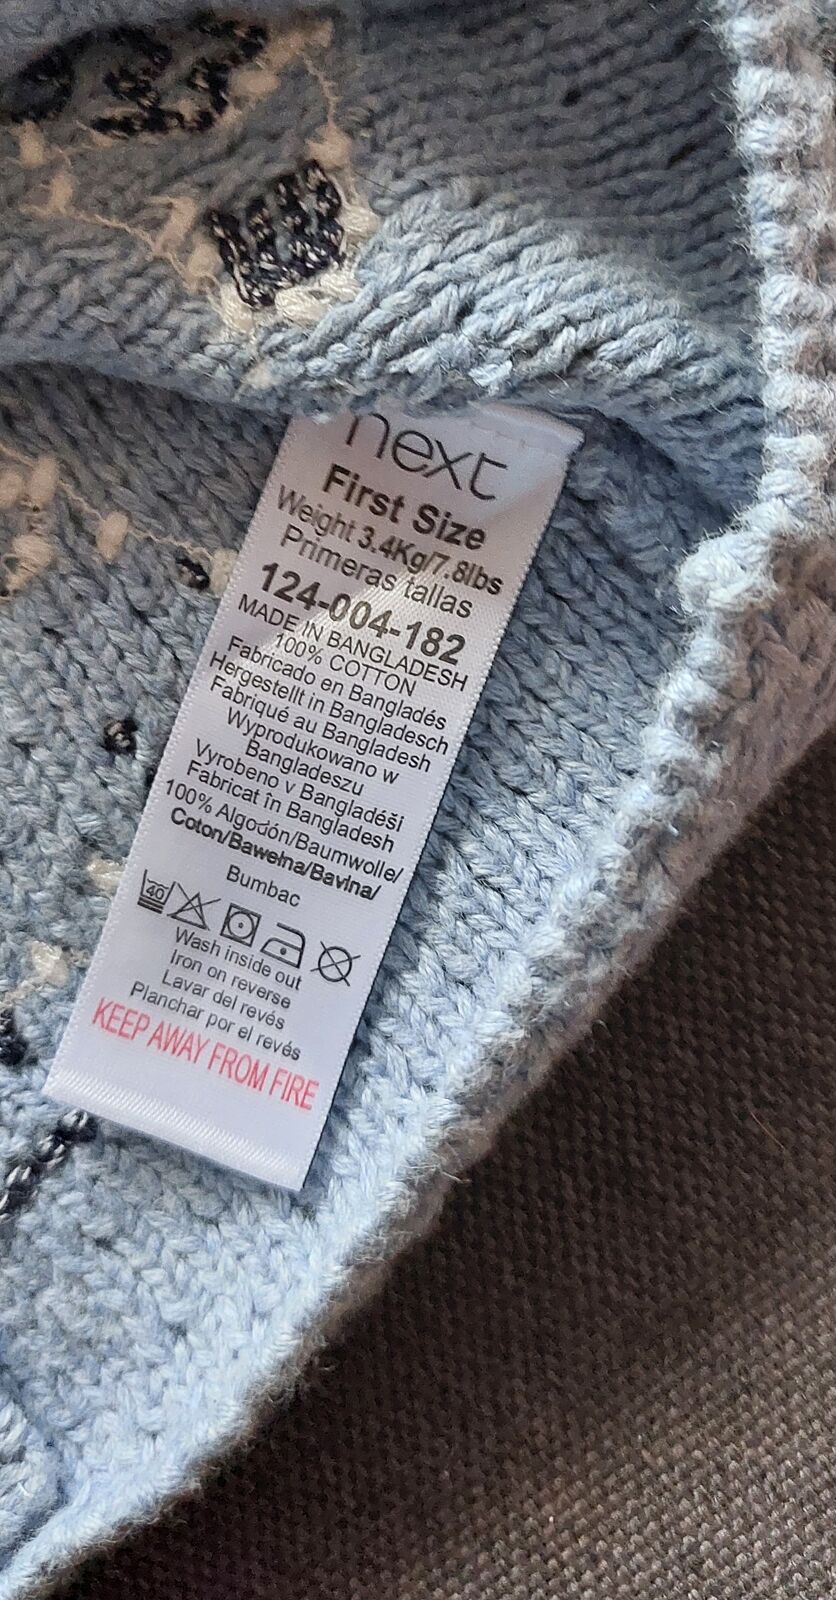 next
First Size
Weight 3.4Kg/7.8lbs
Primeras tallas
124-004-182
MADE IN BANGLADESH
100% COTTON
Fabricado en Bangladés
Hergestellt in Bangladesch
Fabriqué au Bangladesh
Wyprodukowano w
Bangladeszu
Vyrobeno v Bangladéši
Fabricat în Bangladesh
100% Algodón/Baumwolle/
Coton/Bawełna/Bavlna/
Bumbac
40
Wash inside out
Iron on reverse
Lavar del revés
Planchar por el revés
KEEP AWAY FROM FIRE